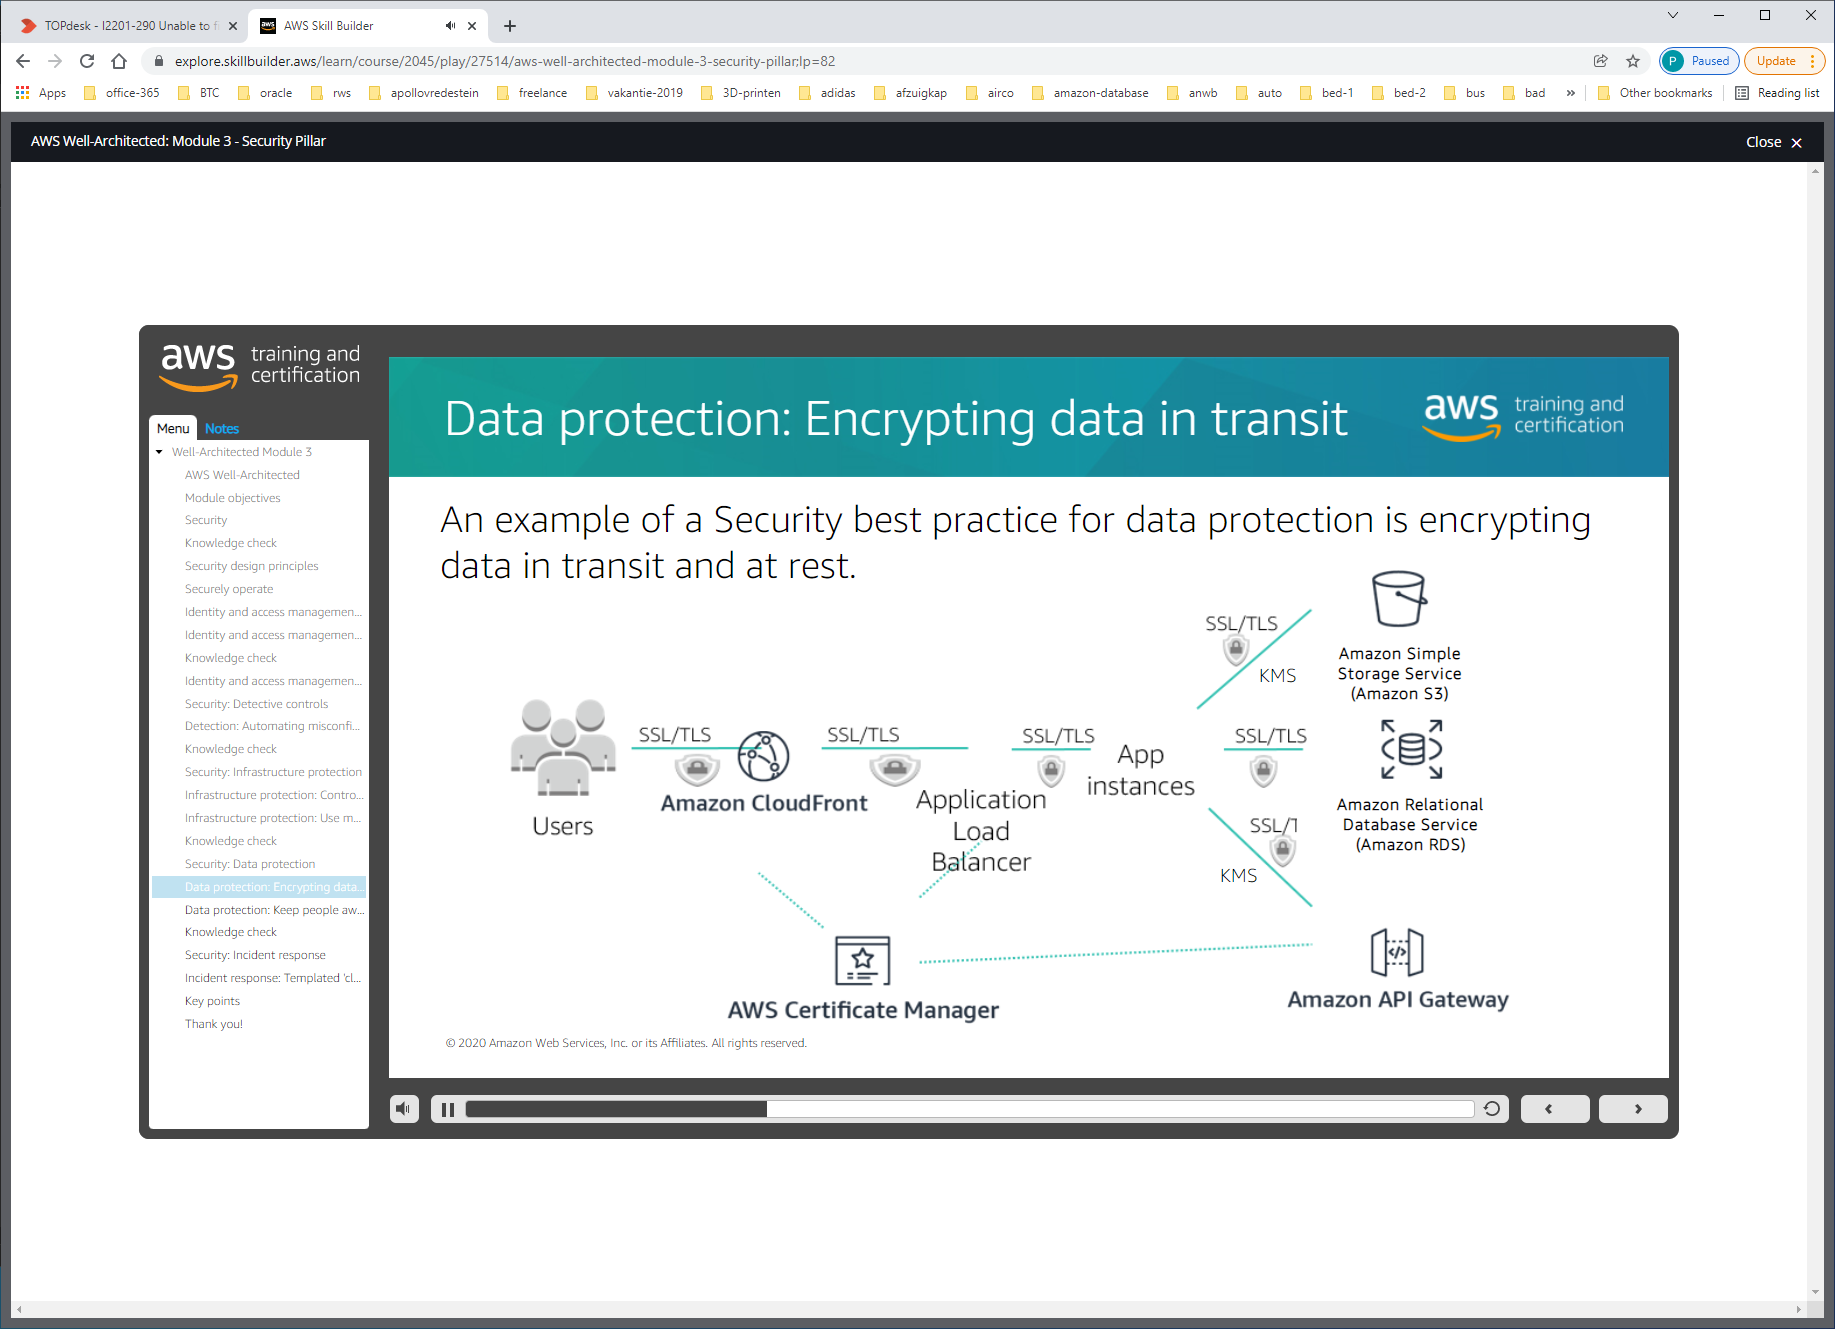 TOPdesk - I2201-290 Unable to f
AWS Skill Builder
explore.skillbuilder.aws/learn/course/2045/play/27514/aws-well-architected-module-3-security-pillar;lp=82
P Paused
Update
Apps office-365 BTC oracle rws apollovredestein freelance vakantie-2019 3D-printen adidas afzuigkap airco amazon-database anwb auto bed-1 bed-2 bus bad » Other bookmarks Reading list
AWS Well-Architected: Module 3 - Security Pillar
Close
aws training and
certification
Menu Notes
Well-Architected Module 3
AWS Well-Architected
Module objectives
Security
Knowledge check
Security design principles
Securely operate
Identity and access managemen...
Identity and access managemen...
Knowledge check
Identity and access managemen...
Security: Detective controls
Detection: Automating misconfi...
Knowledge check
Security: Infrastructure protection
Infrastructure protection: Contro...
Infrastructure protection: Use m...
Knowledge check
Security: Data protection
Data protection: Encrypting data...
Data protection: Keep people aw...
Knowledge check
Security: Incident response
Incident response: Templated 'cl...
Key points
Thank you!
Data protection: Encrypting data in transit
aws training and
certification
An example of a Security best practice for data protection is encrypting
data in transit and at rest.
SSL/TLS
KMS
Amazon Simple
Storage Service
(Amazon S3)
Users
SSL/TLS
Amazon CloudFront
SSL/TLS
Application
Load
Balancer
SSL/TLS
App
instances
SSL/TLS
Amazon Relational
Database Service
(Amazon RDS)
SSL/T
KMS
AWS Certificate Manager
Amazon API Gateway
© 2020 Amazon Web Services, Inc. or its Affiliates. All rights reserved.